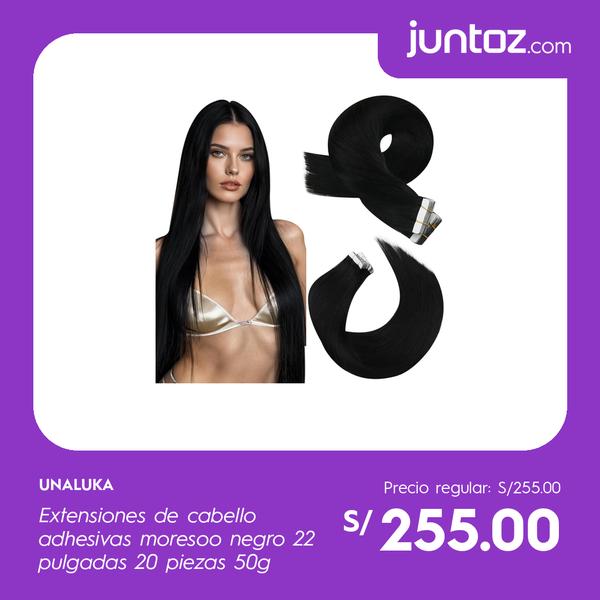 juntoz.com
UNALUKA
Extensiones de cabello
adhesivas moresoo negro 22
pulgadas 20 piezas 50g
Precio regular: S/255.00
S/ 255.00